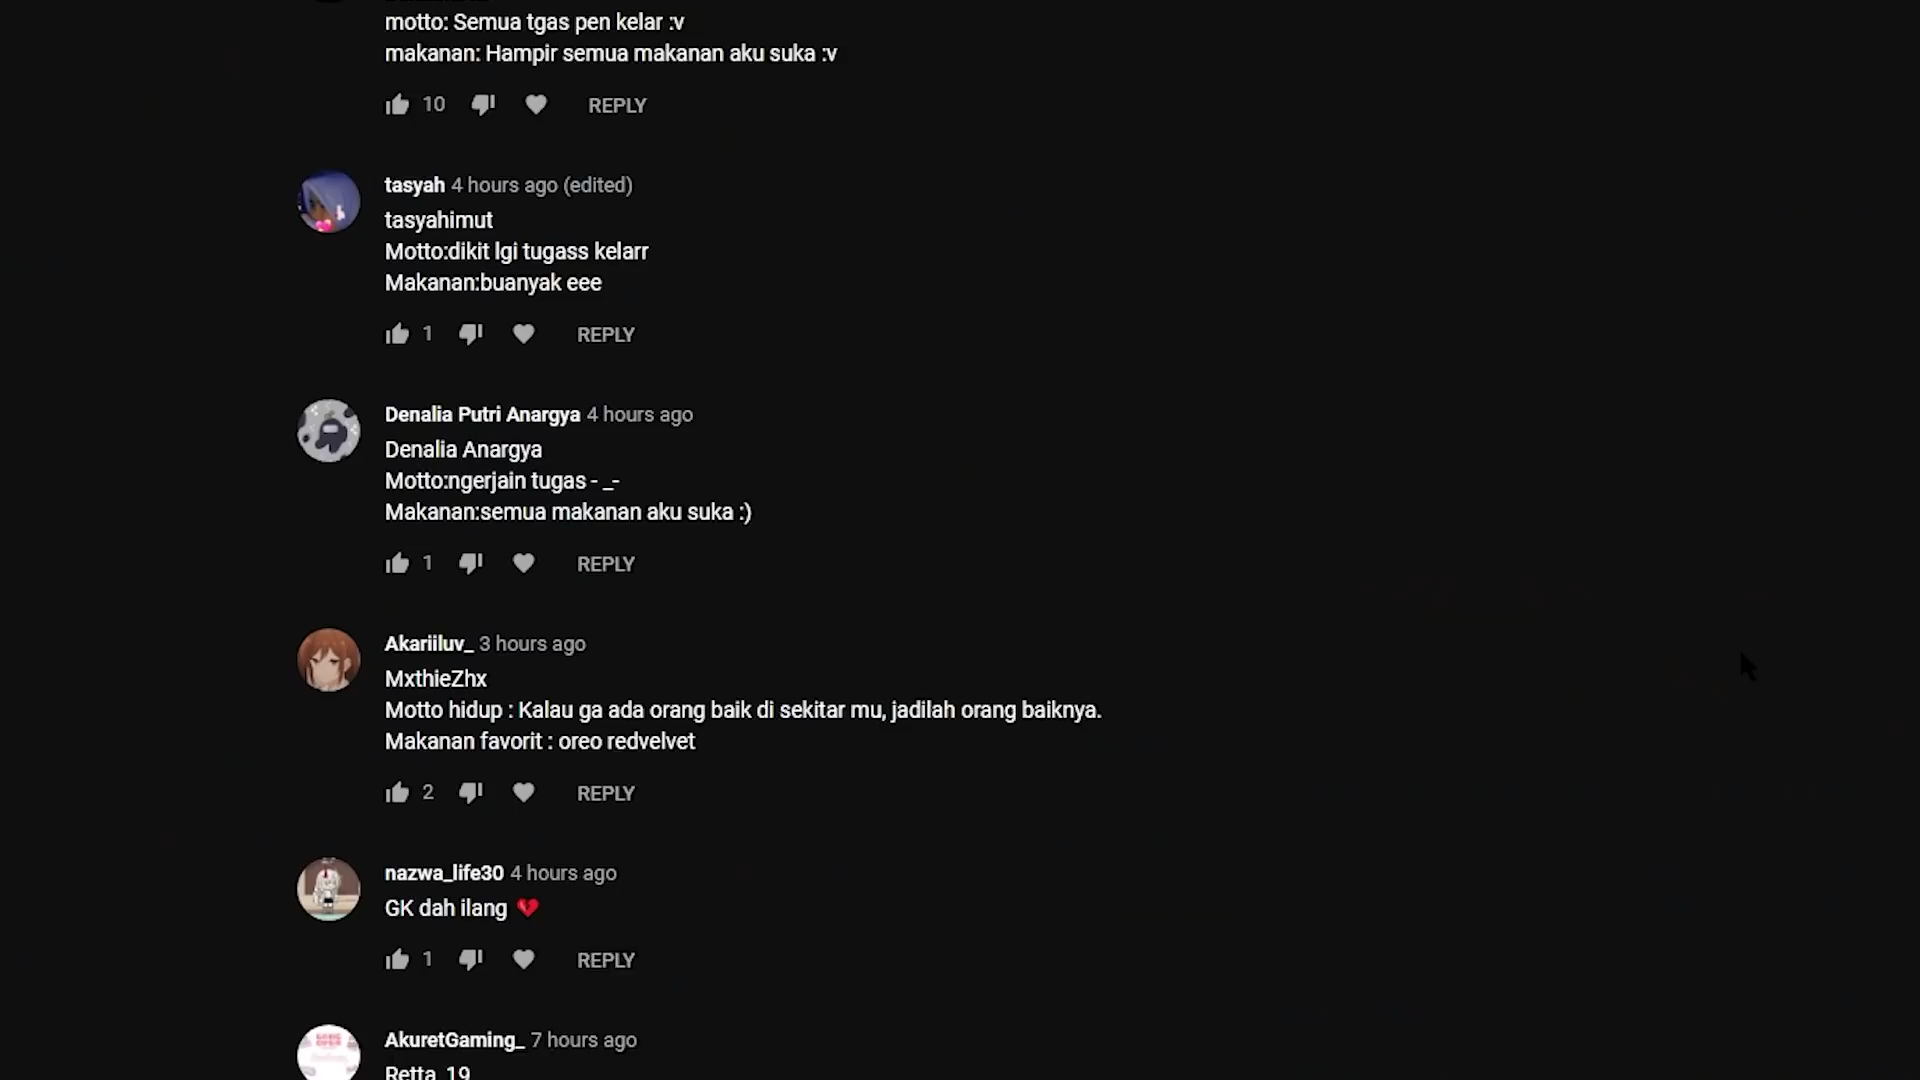 motto: Semua tgas pen kelar :v
makanan: Hampir semua makanan aku suka :v
10 REPLY
tasyah 4 hours ago (edited)
tasyahimut
Motto:dikit lgi tugass kelarr
Makanan:buanyak eee
1 REPLY
Denalia Putri Anargya 4 hours ago
Denalia Anargya
Motto:ngerjain tugas - _-
Makanan:semua makanan aku suka :)
1 REPLY
Akariiluv_ 3 hours ago
MxthieZhx
Motto hidup : Kalau ga ada orang baik di sekitar mu, jadilah orang baiknya.
Makanan favorit : oreo redvelvet
2 REPLY
nazwa_life30 4 hours ago
GK dah ilang 💔
1 REPLY
AkuretGaming_ 7 hours ago
Retta_19